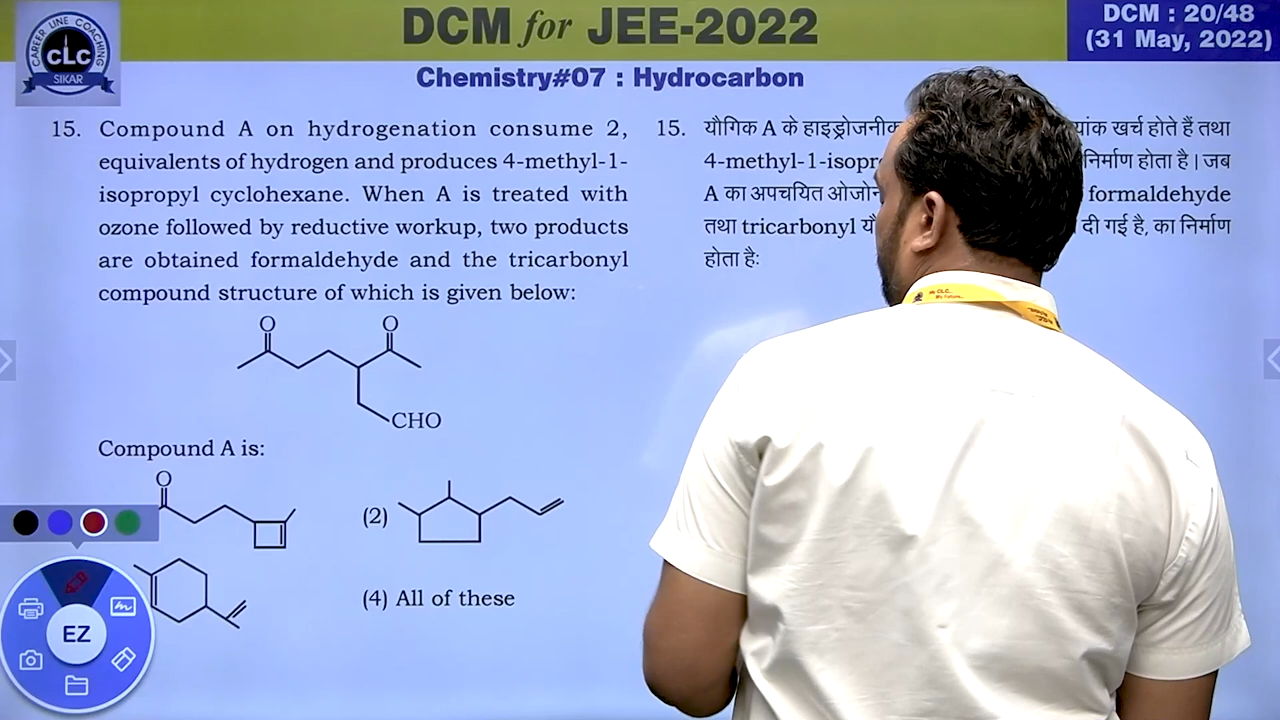 DCM for JEE-2022
DCM : 20/48
(31 May, 2022)
CAREER LINE COACHING
CLC
SIKAR
Chemistry#07 : Hydrocarbon
15. Compound A on hydrogenation consume 2,
equivalents of hydrogen and produces 4-methyl-1-
isopropyl cyclohexane. When A is treated with
ozone followed by reductive workup, two products
are obtained formaldehyde and the tricarbonyl
compound structure of which is given below:
O O
CHO
Compound A is:
O
(2)
(4) All of these
15. यौगिक A के हाइड्रोजनीक यांक खर्च होते हैं तथा
4-methyl-1-isopr निर्माण होता है। जब
A का अपचयित ओजोन formaldehyde
तथा tricarbonyl यौ दी गई है, का निर्माण
होता है:
EZ